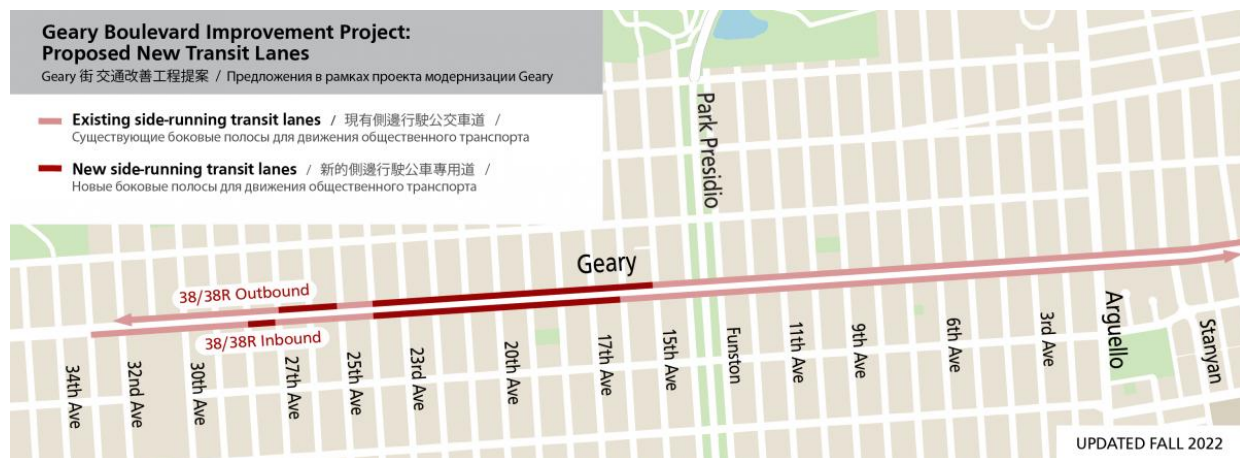 Geary Boulevard Improvement Project:
Proposed New Transit Lanes
Geary 街 交通改善工程提案 / Предложения в рамках проекта модернизации Geary
Existing side-running transit lanes / 現有側邊行駛公交車道 /
Существующие боковые полосы для движения общественного транспорта
New side-running transit lanes / 新的側邊行駛公車專用道 /
Новые боковые полосы для движения общественного транспорта
Park Presidio
Geary
38/38R Outbound
38/38R Inbound
34th Ave
32nd Ave
30th Ave
27th Ave
25th Ave
23rd Ave
20th Ave
17th Ave
15th Ave
Funston
11th Ave
9th Ave
6th Ave
3rd Ave
Arguello
Stanyan
UPDATED FALL 2022